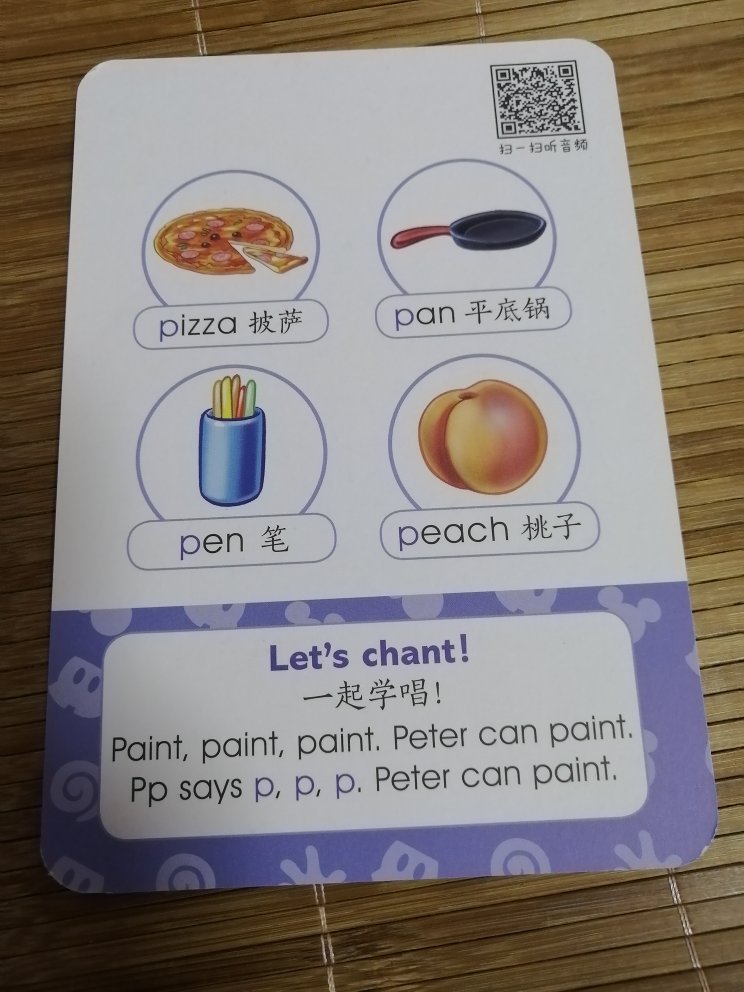 扫一扫听音频
pizza 披萨
pan 平底锅
pen 笔
peach 桃子
Let's chant!
一起学唱!
Paint, paint, paint. Peter can paint.
Pp says p, p, p. Peter can paint.